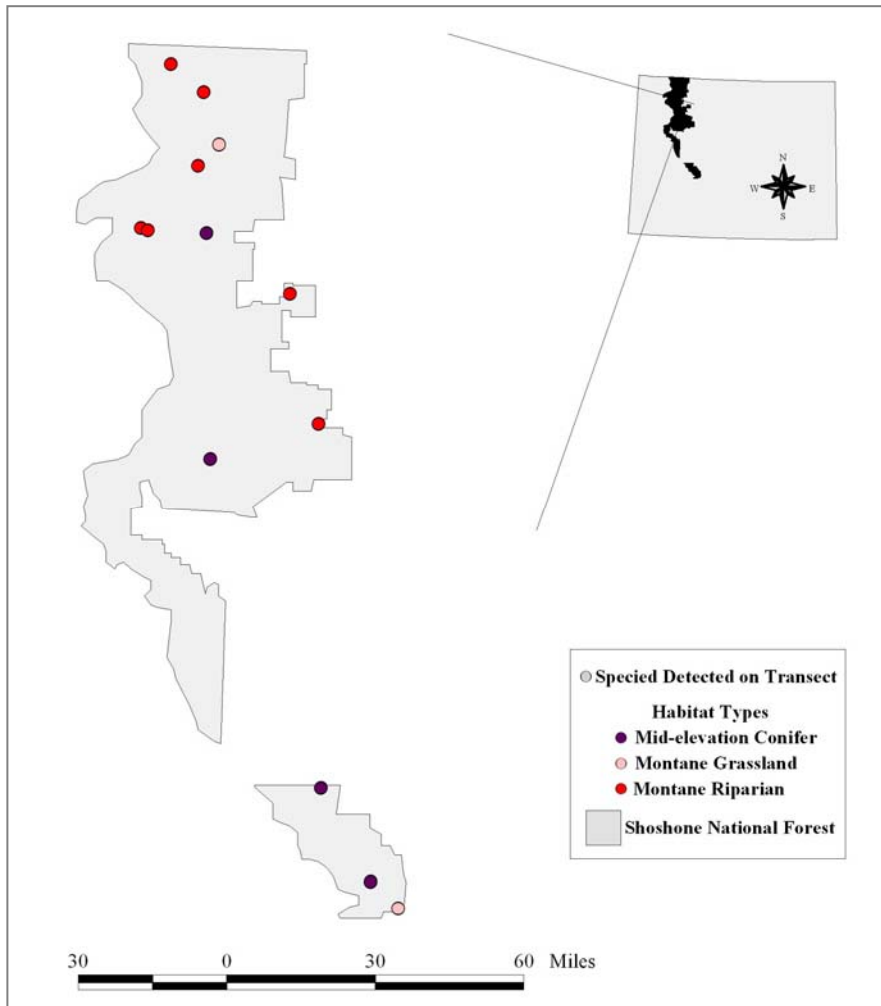 N
W E
S
Specied Detected on Transect
Habitat Types
Mid-elevation Conifer
Montane Grassland
Montane Riparian
Shoshone National Forest
30 0 30 60 Miles